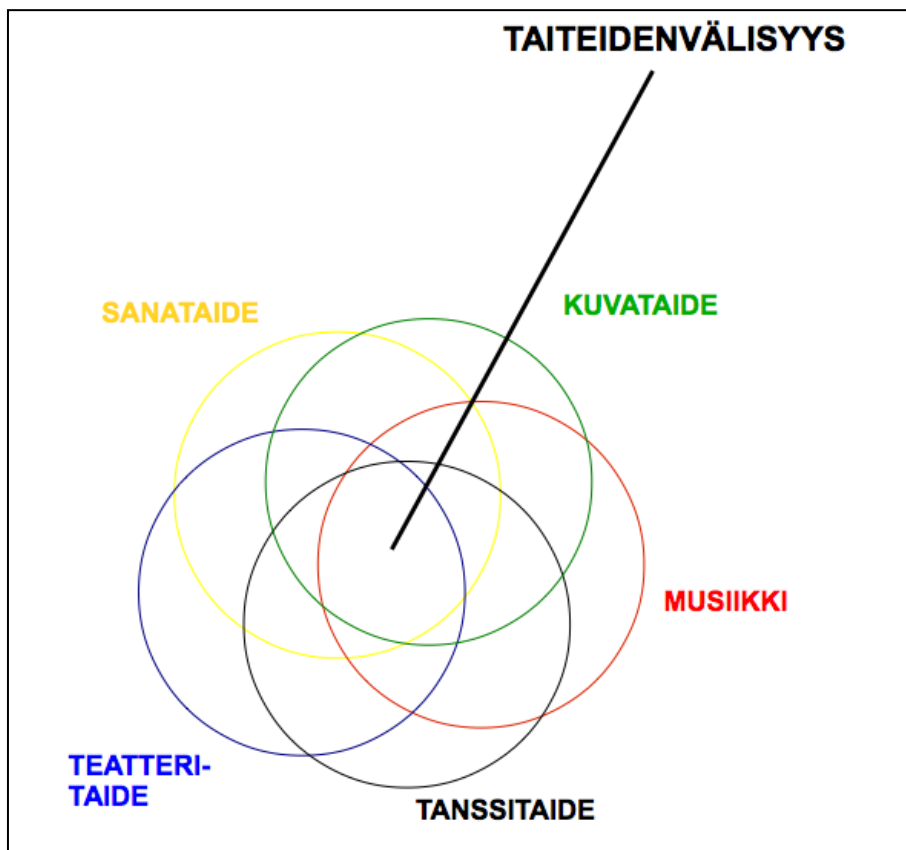 TAITEIDENVÄLISYYS
SANATAIDE
KUVATAIDE
MUSIIKKI
TEATTERI-
TAIDE
TANSSITAIDE